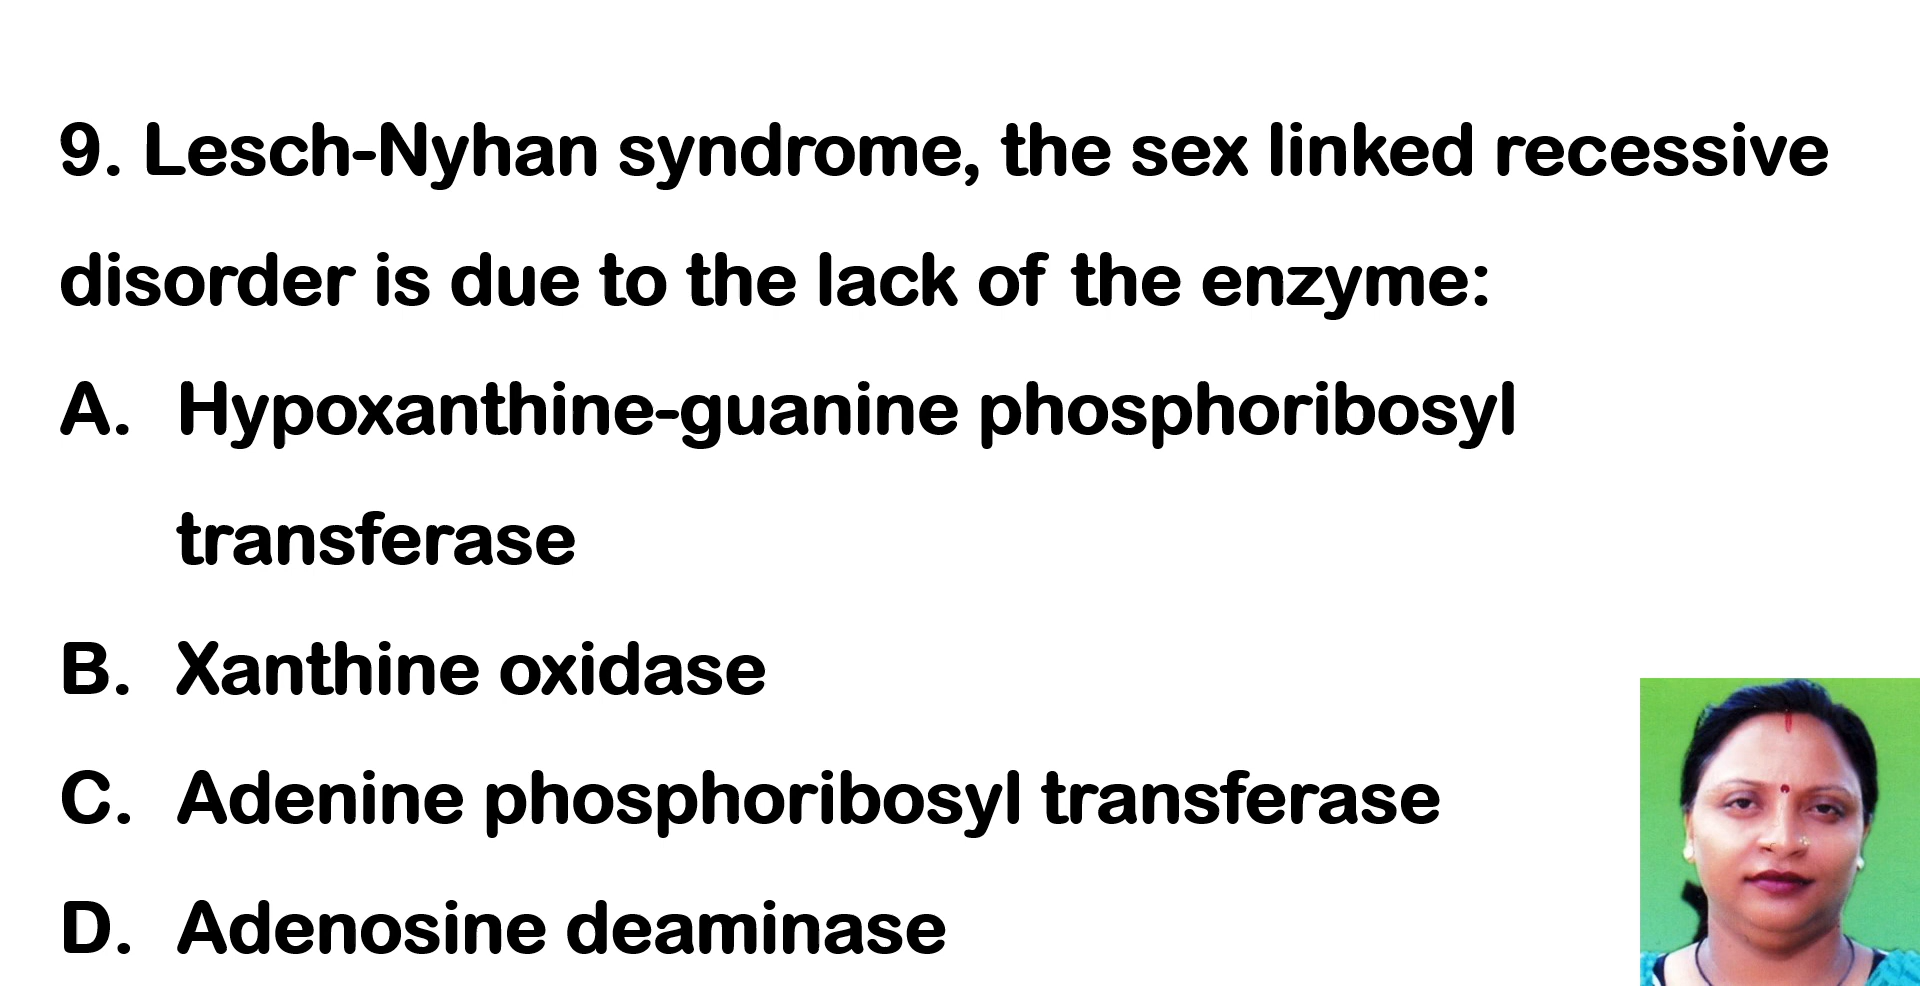 9. Lesch-Nyhan syndrome, the sex linked recessive
disorder is due to the lack of the enzyme:
A. Hypoxanthine-guanine phosphoribosyl
transferase
B. Xanthine oxidase
C. Adenine phosphoribosyl transferase
D. Adenosine deaminase